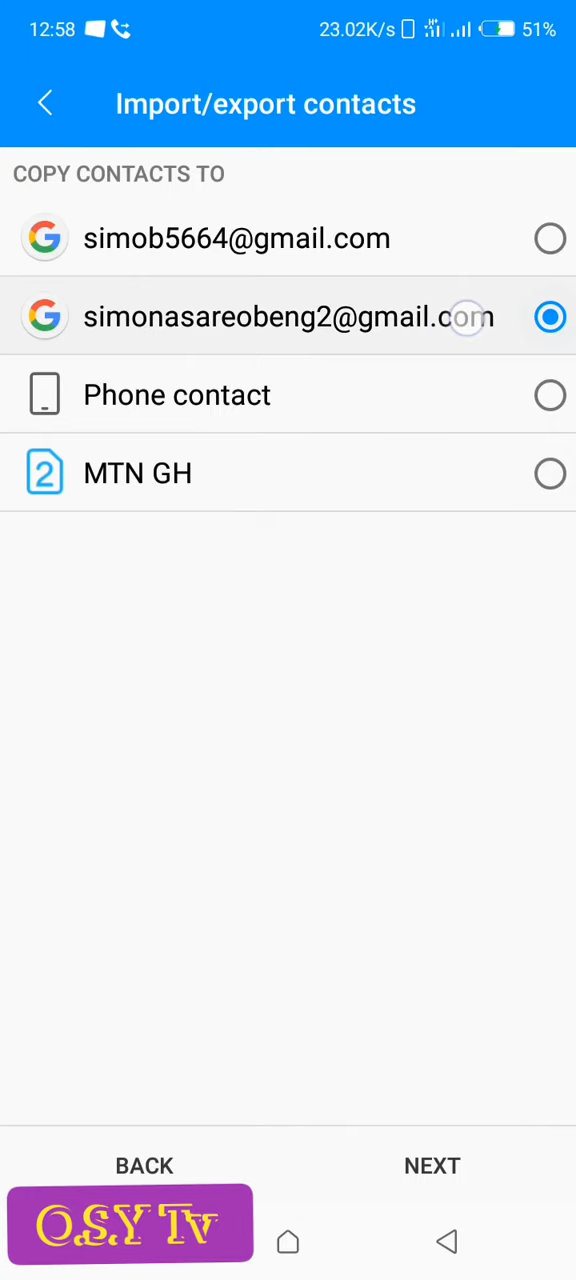 12:58 23.02K/s 51%
Import/export contacts
COPY CONTACTS TO
simob5664@gmail.com
simonasareobeng2@gmail.com
Phone contact
2 MTN GH
BACK NEXT
O.S.Y Tv